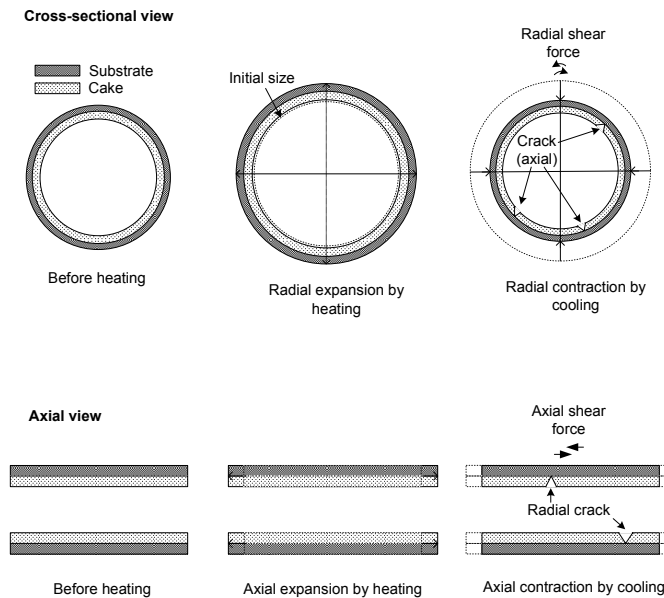 Cross-sectional view
Substrate
Cake
Initial size
Radial shear
force
Crack
(axial)
Before heating
Radial expansion by
heating
Radial contraction by
cooling
Axial view
Axial shear
force
Radial crack
Before heating
Axial expansion by heating
Axial contraction by cooling